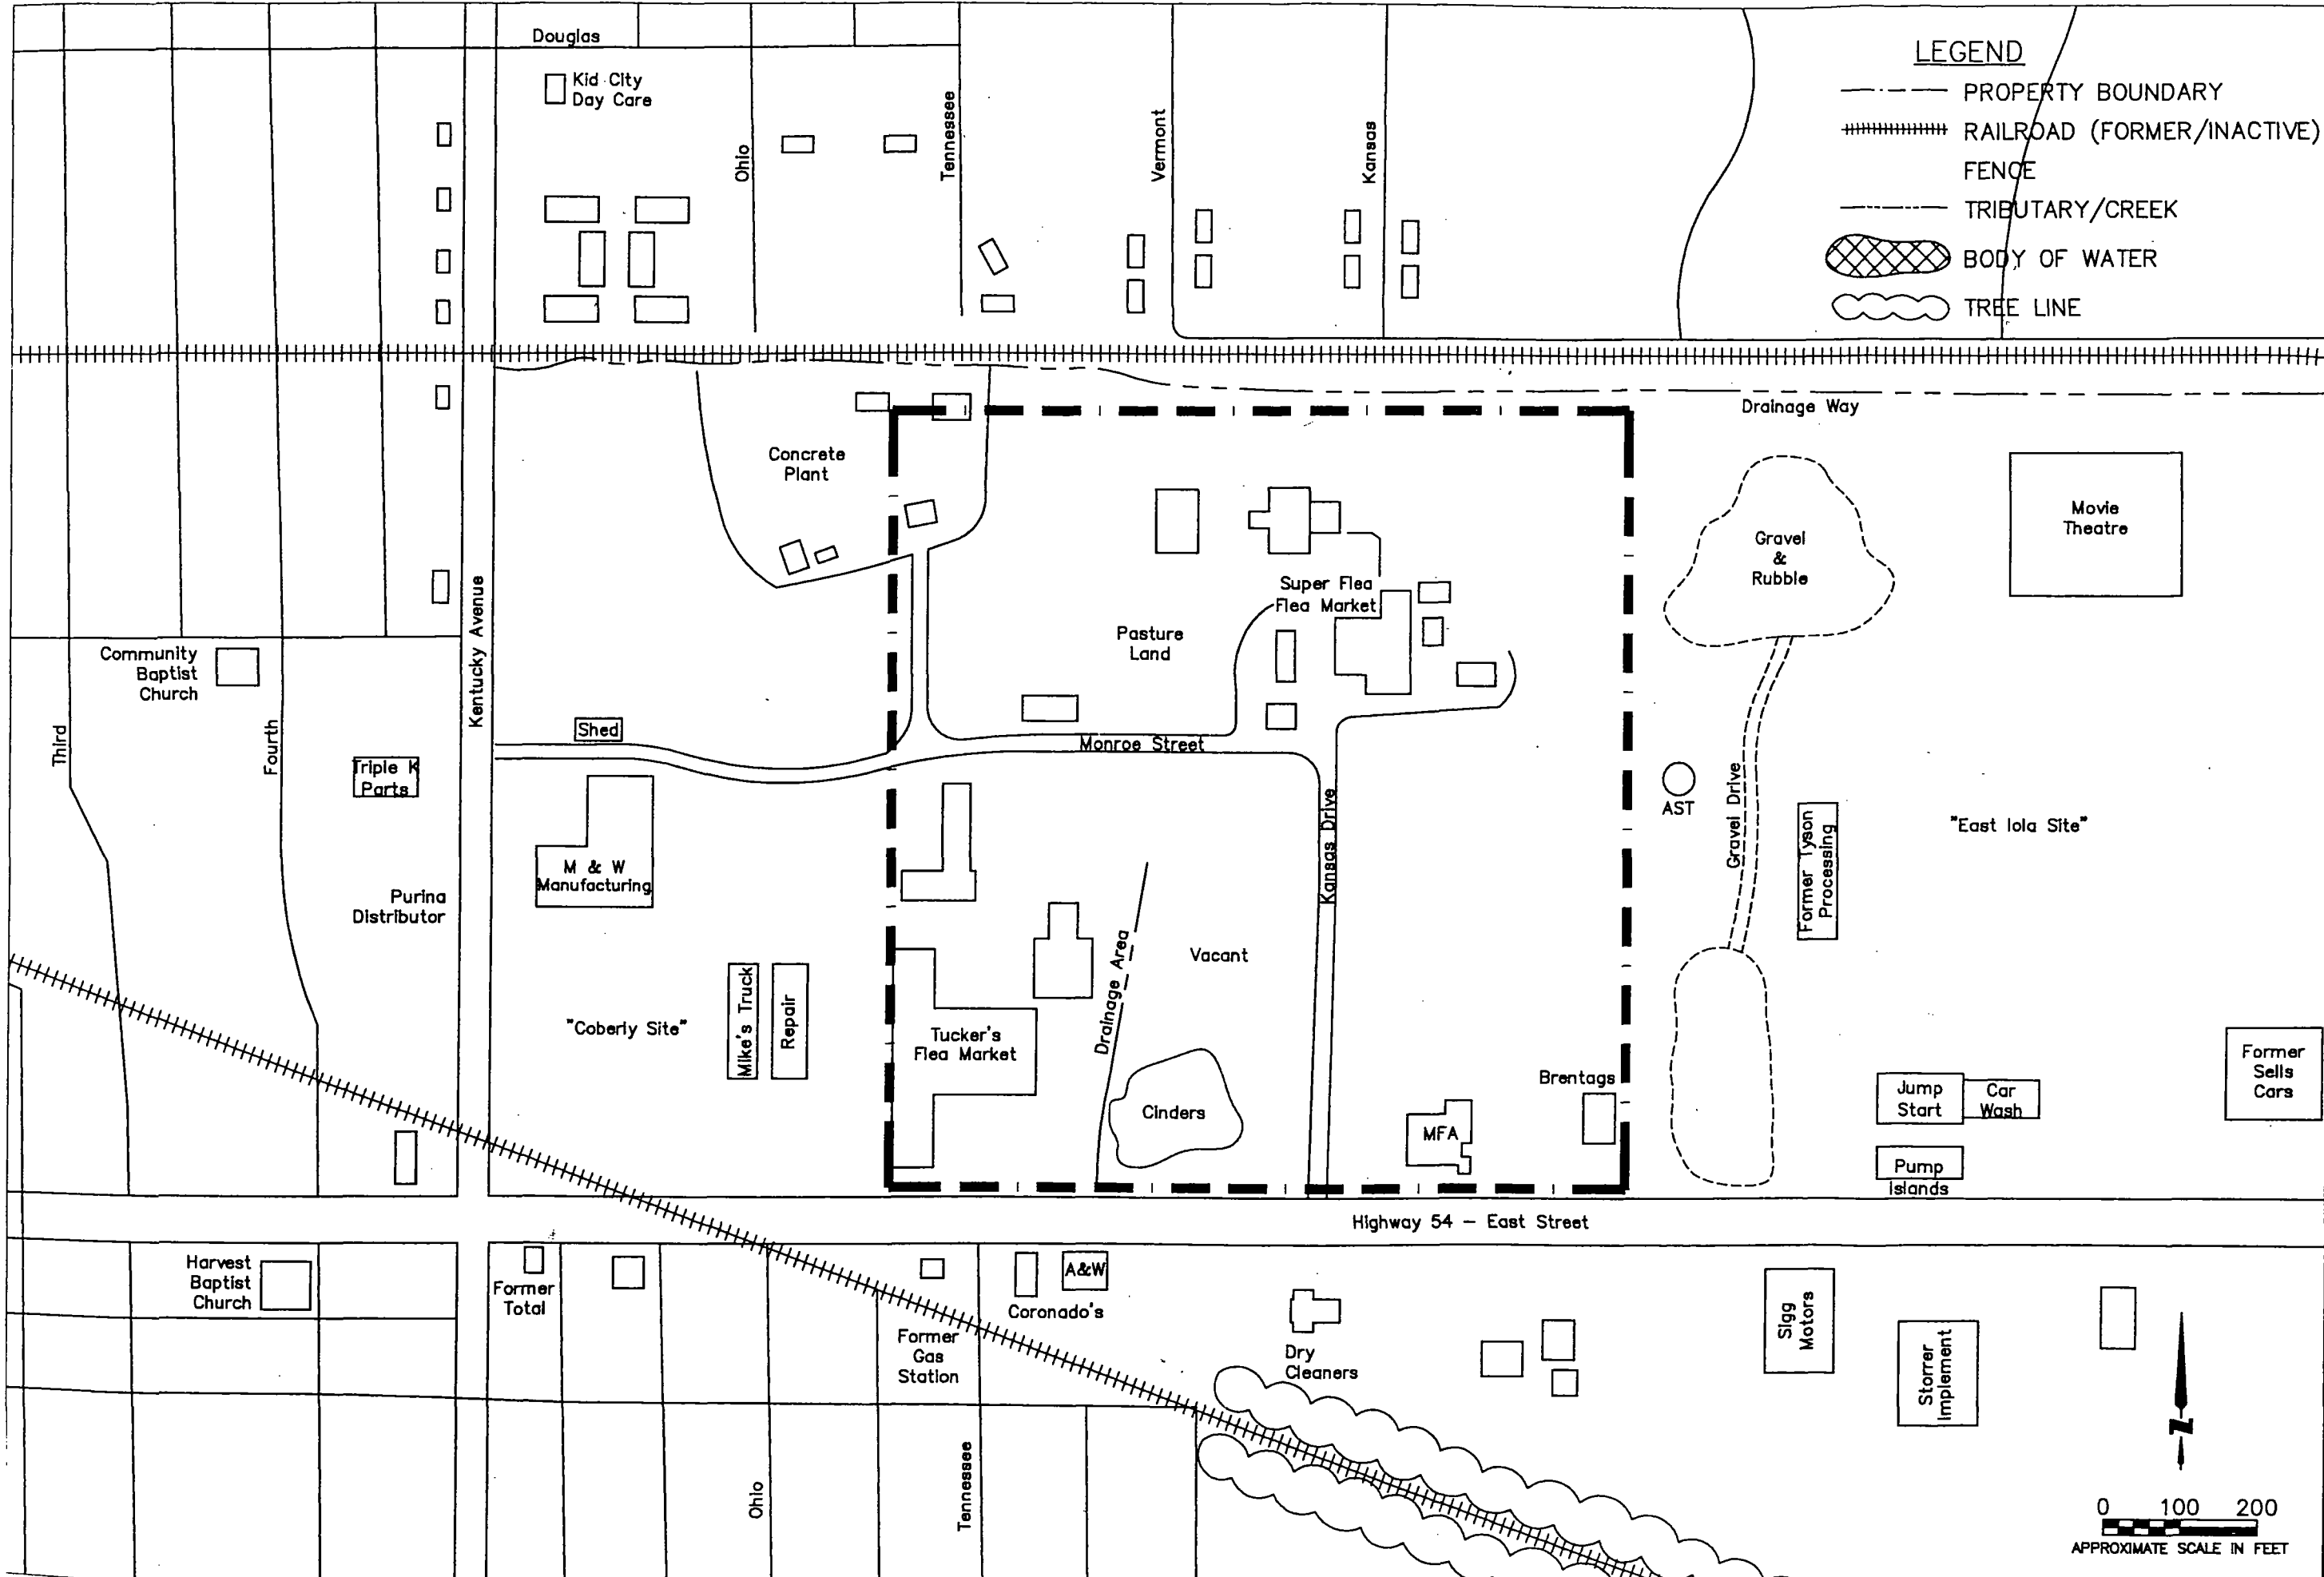 Douglas
Kid City
Day Care
Ohio
Tennessee
Vermont
Kansas
LEGEND
PROPERTY BOUNDARY
RAILROAD (FORMER/INACTIVE)
FENCE
TRIBUTARY/CREEK
BODY OF WATER
TREE LINE
Drainage Way
Concrete
Plant
Movie
Theatre
Gravel
&
Rubble
Super Flea
Flea Market
Pasture
Land
Kentucky Avenue
Community
Baptist
Church
Third
Fourth
Shed
Monroe Street
Triple K
Parts
AST
Gravel Drive
Kansas Drive
Former Tyson
Processing
"East Iola Site"
M & W
Manufacturing
Purina
Distributor
Drainage Area
Vacant
"Coberly Site"
Mike's Truck
Repair
Tucker's
Flea Market
Cinders
Brentags
MFA
Jump
Start
Car
Wash
Former
Sells
Cars
Pump
Islands
Highway 54 - East Street
Harvest
Baptist
Church
Former
Total
A&W
Coronado's
Former
Gas
Station
Dry
Cleaners
Sigg
Motors
Storrer
Implement
Ohio
Tennessee
N
0 100 200
APPROXIMATE SCALE IN FEET